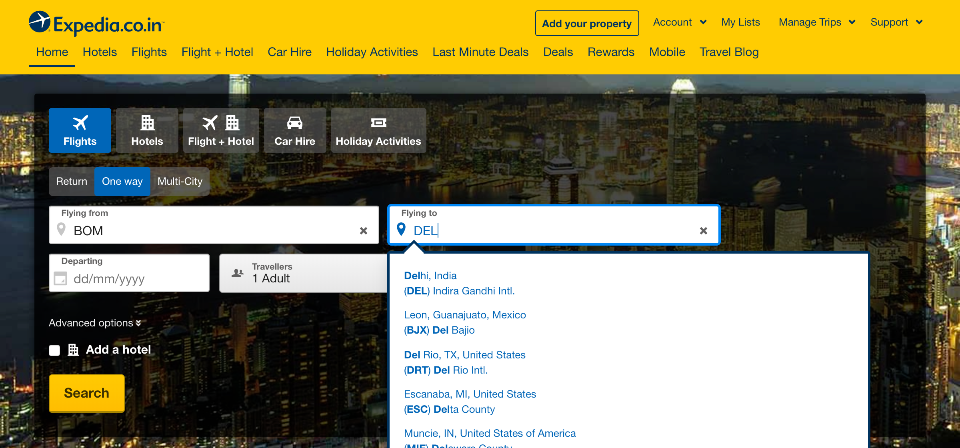 Expedia.co.in
Add your property
Account
My Lists
Manage Trips
Support
Home
Hotels
Flights
Flight + Hotel
Car Hire
Holiday Activities
Last Minute Deals
Deals
Rewards
Mobile
Travel Blog
Flights
Hotels
Flight + Hotel
Car Hire
Holiday Activities
Return
One way
Multi-City
Flying from
BOM
Flying to
DEL
Departing
dd/mm/yyyy
Travellers
1 Adult
Delhi, India
(DEL) Indira Gandhi Intl.
Leon, Guanajuato, Mexico
(BJX) Del Bajio
Del Rio, TX, United States
(DRT) Del Rio Intl.
Escanaba, MI, United States
(ESC) Delta County
Muncie, IN, United States of America
(MIE) Delaware County
Advanced options
Add a hotel
Search